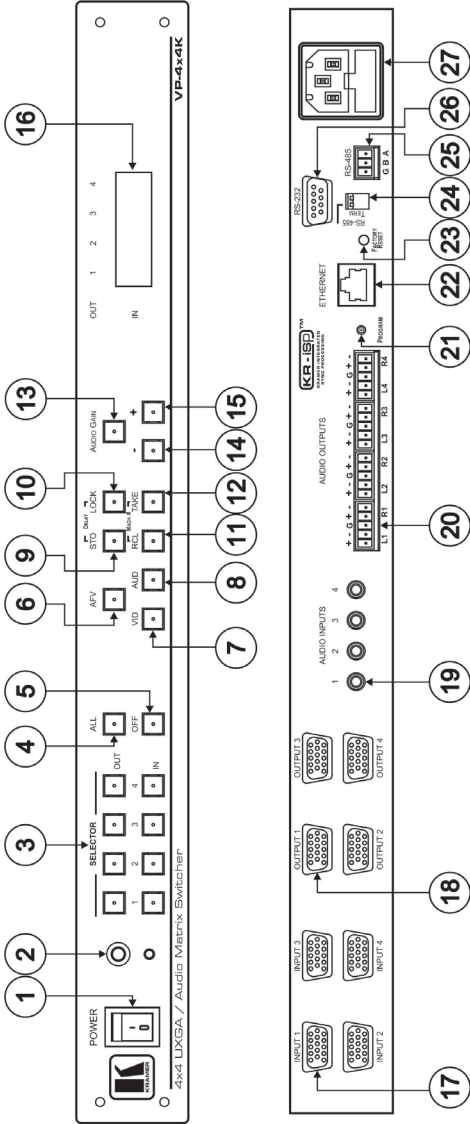 1
2
3
4
5
6
7
8
9
10
11
12
13
14
15
16
POWER
SELECTOR
OUT
1 2 3 4
IN
ALL
OFF
AFV
VID
AUD
STO
DELAY
LOCK
RCL
MACH. #
TAKE
AUDIO GAIN
- +
OUT 1 2 3 4
IN
K
KRAMER
4x4 UXGA / Audio Matrix Switcher
VP-4x4K
INPUT 1
INPUT 3
OUTPUT 1
OUTPUT 3
INPUT 2
INPUT 4
OUTPUT 2
OUTPUT 4
AUDIO INPUTS
1 2 3 4
AUDIO OUTPUTS
+ - G + -
+ - G + -
+ - G + -
+ - G + -
L1 R1
L2 R2
L3 R3
L4 R4
KR-isp™
KRAMER INTEGRATED
SYNC PROCESSING
PROGRAM
ETHERNET
FACTORY
RESET
RS-485
TERM
RS-232
RS-485
G B A
17
18
19
20
21
22
23
24
25
26
27